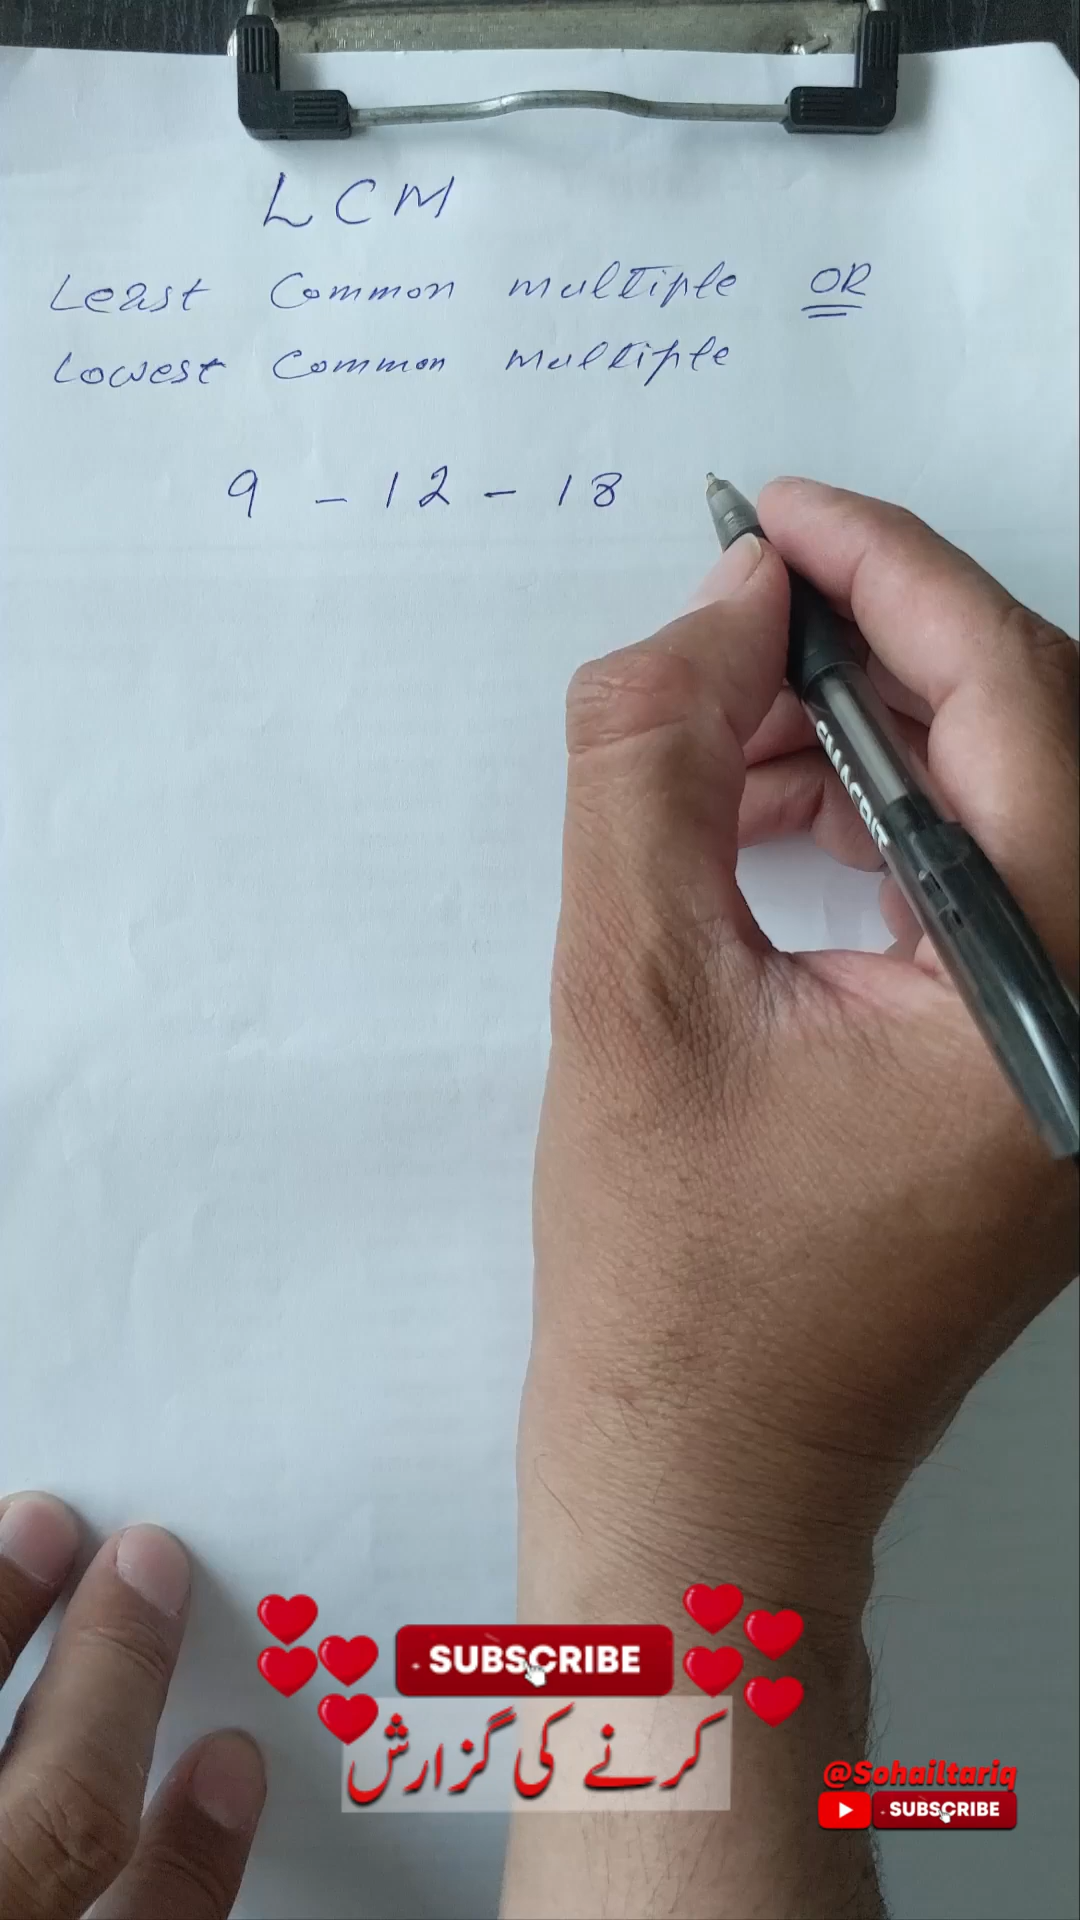 LCM
Least Common multiple OR
Lowest Common multiple
9 - 12 - 18
SUBSCRIBE
کرنے کی گزارش
@Sohailtariq
SUBSCRIBE